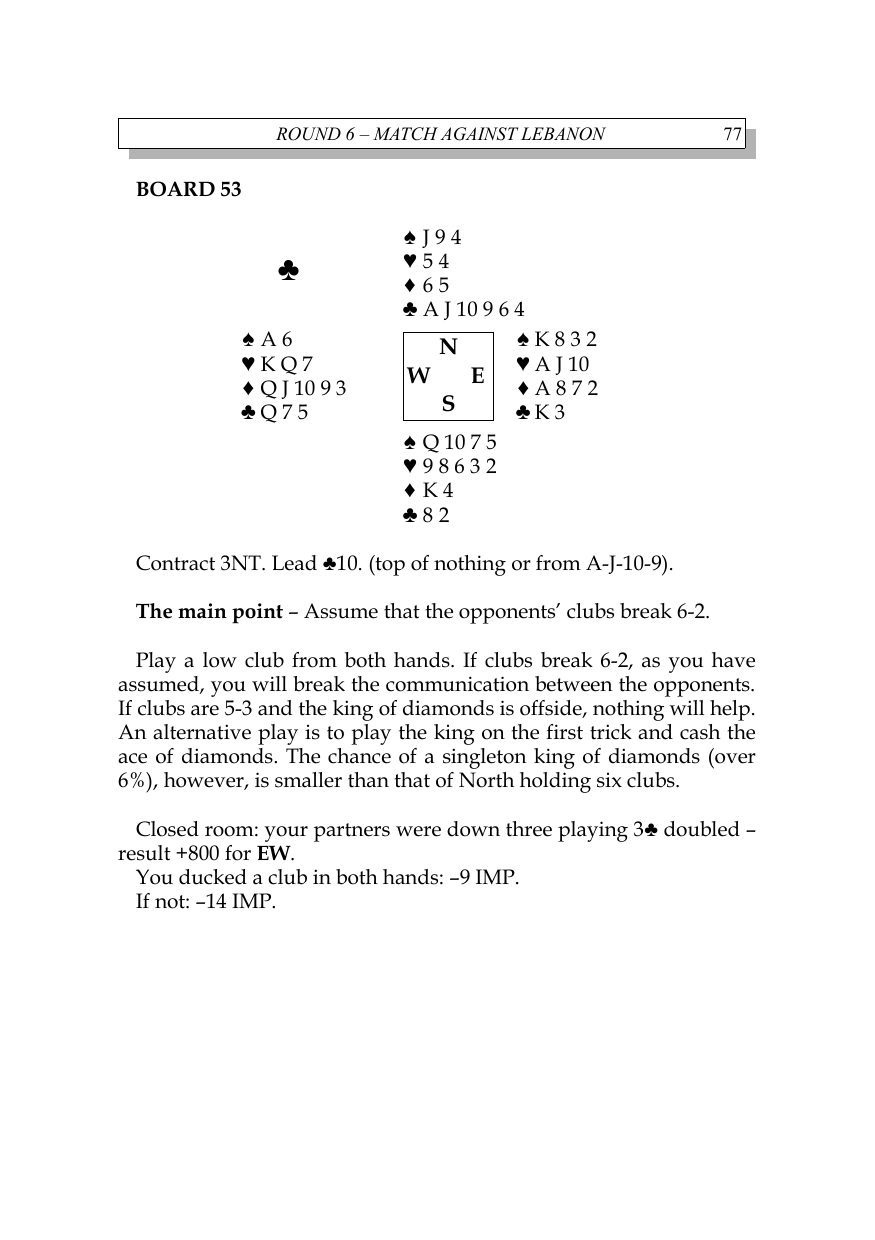 ROUND 6 – MATCH AGAINST LEBANON 77
BOARD 53
♣
♠ J 9 4
♥ 5 4
♦ 6 5
♣ A J 10 9 6 4
♠ A 6
♥ K Q 7
♦ Q J 10 9 3
♣ Q 7 5
N
W E
S
♠ K 8 3 2
♥ A J 10
♦ A 8 7 2
♣ K 3
♠ Q 10 7 5
♥ 9 8 6 3 2
♦ K 4
♣ 8 2
Contract 3NT. Lead ♣10. (top of nothing or from A-J-10-9).
The main point – Assume that the opponents’ clubs break 6-2.
Play a low club from both hands. If clubs break 6-2, as you have
assumed, you will break the communication between the opponents.
If clubs are 5-3 and the king of diamonds is offside, nothing will help.
An alternative play is to play the king on the first trick and cash the
ace of diamonds. The chance of a singleton king of diamonds (over
6%), however, is smaller than that of North holding six clubs.
Closed room: your partners were down three playing 3♣ doubled –
result +800 for EW.
You ducked a club in both hands: –9 IMP.
If not: –14 IMP.